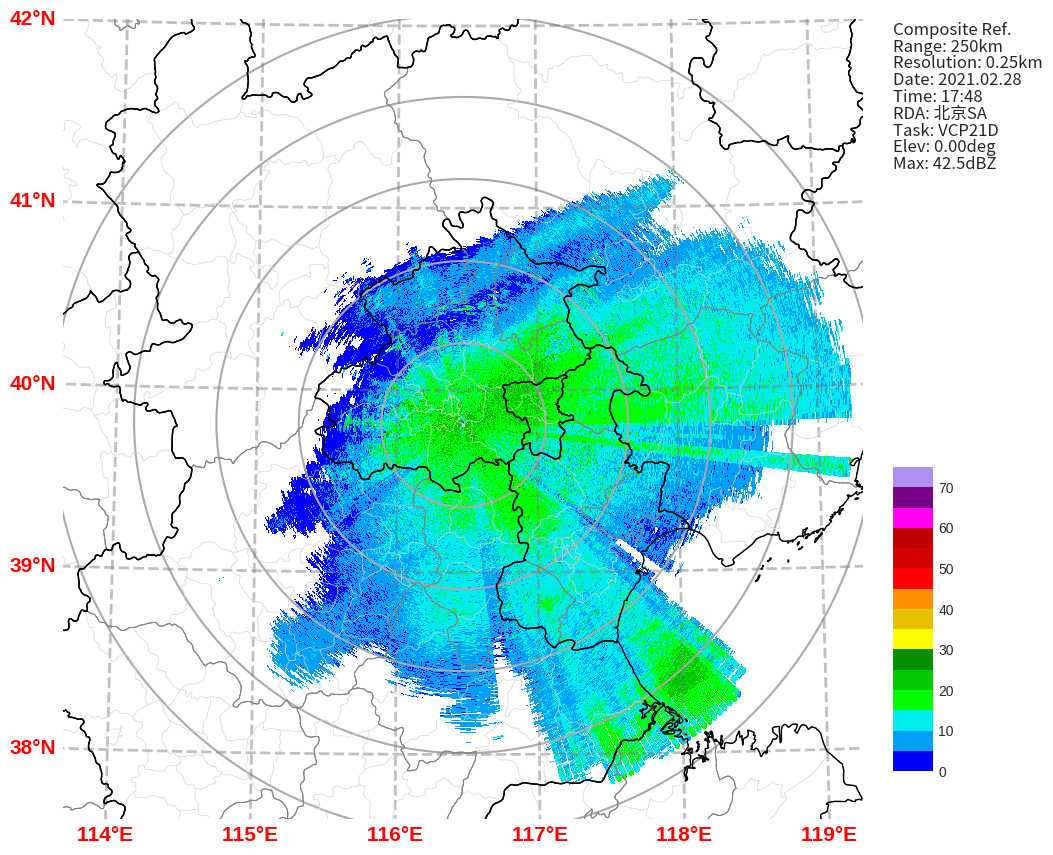 42°N
41°N
40°N
39°N
38°N
114°E 115°E 116°E 117°E 118°E 119°E
Composite Ref.
Range: 250km
Resolution: 0.25km
Date: 2021.02.28
Time: 17:48
RDA: 北京SA
Task: VCP21D
Elev: 0.00deg
Max: 42.5dBZ
70
60
50
40
30
20
10
0